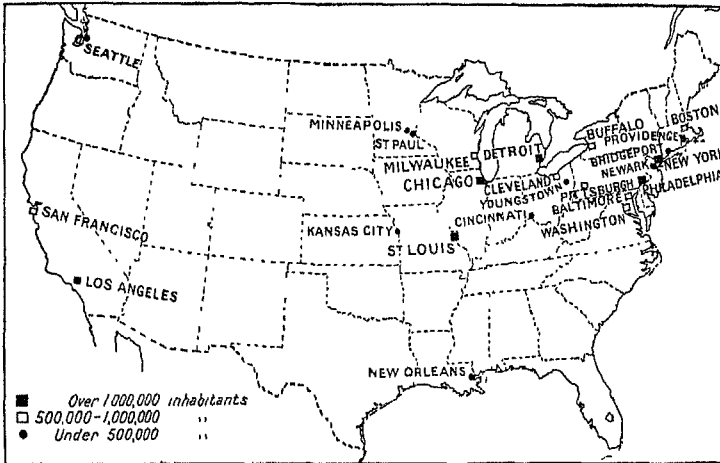 SEATTLE
MINNEAPOLIS
ST PAUL
MILWAUKEE
DETROIT
CHICAGO
BUFFALO
BOSTON
PROVIDENCE
BRIDGEPORT
NEWARK
NEW YORK
CLEVELAND
YOUNGSTOWN
PITTSBURGH
PHILADELPHIA
BALTIMORE
CINCINNATI
WASHINGTON
SAN FRANCISCO
KANSAS CITY
ST LOUIS
LOS ANGELES
NEW ORLEANS
Over 1000,000 inhabitants
500,000-1,000,000 "
Under 500,000 "